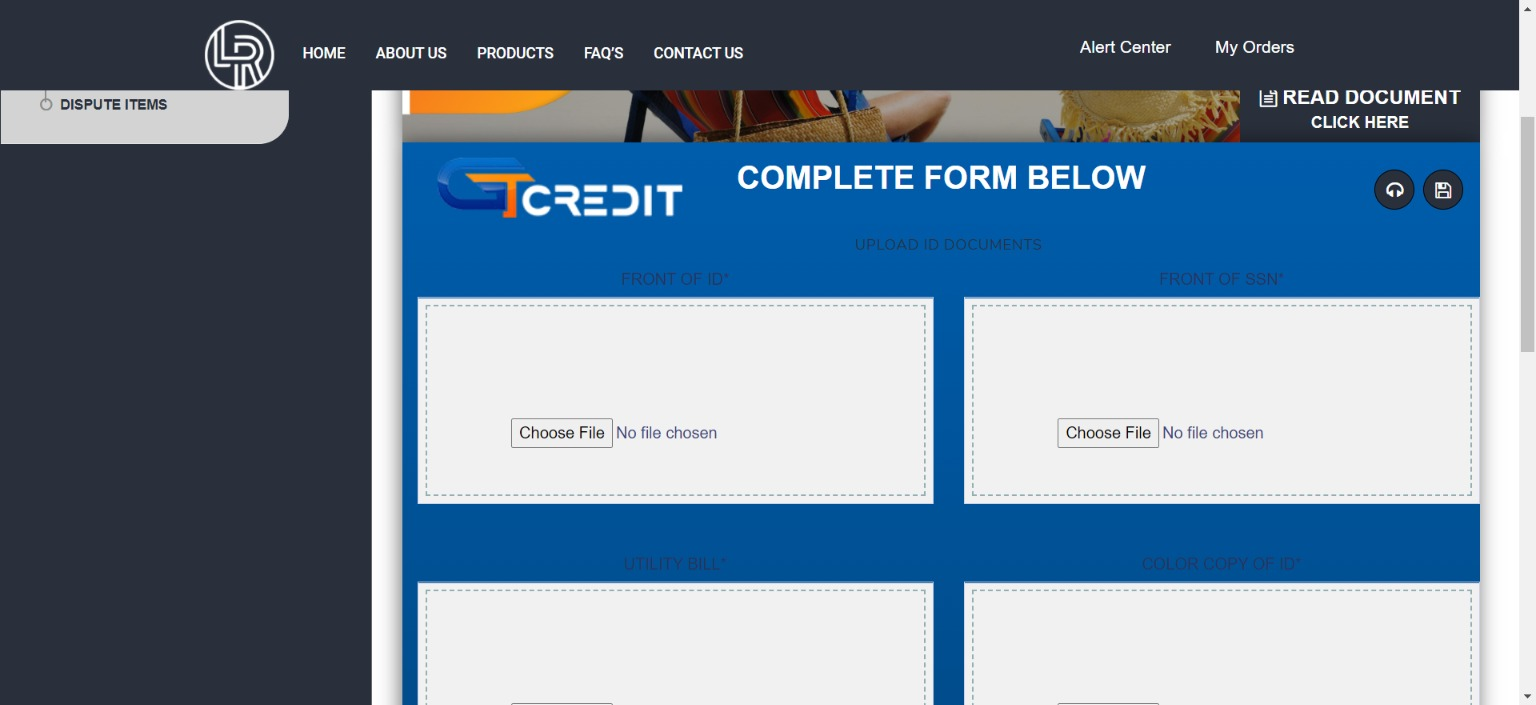 LR
HOME ABOUT US PRODUCTS FAQ'S CONTACT US Alert Center My Orders
DISPUTE ITEMS
READ DOCUMENT
CLICK HERE
GTCREDIT
COMPLETE FORM BELOW
UPLOAD ID DOCUMENTS
FRONT OF ID* FRONT OF SSN*
Choose File No file chosen Choose File No file chosen
UTILITY BILL* COLOR COPY OF ID*